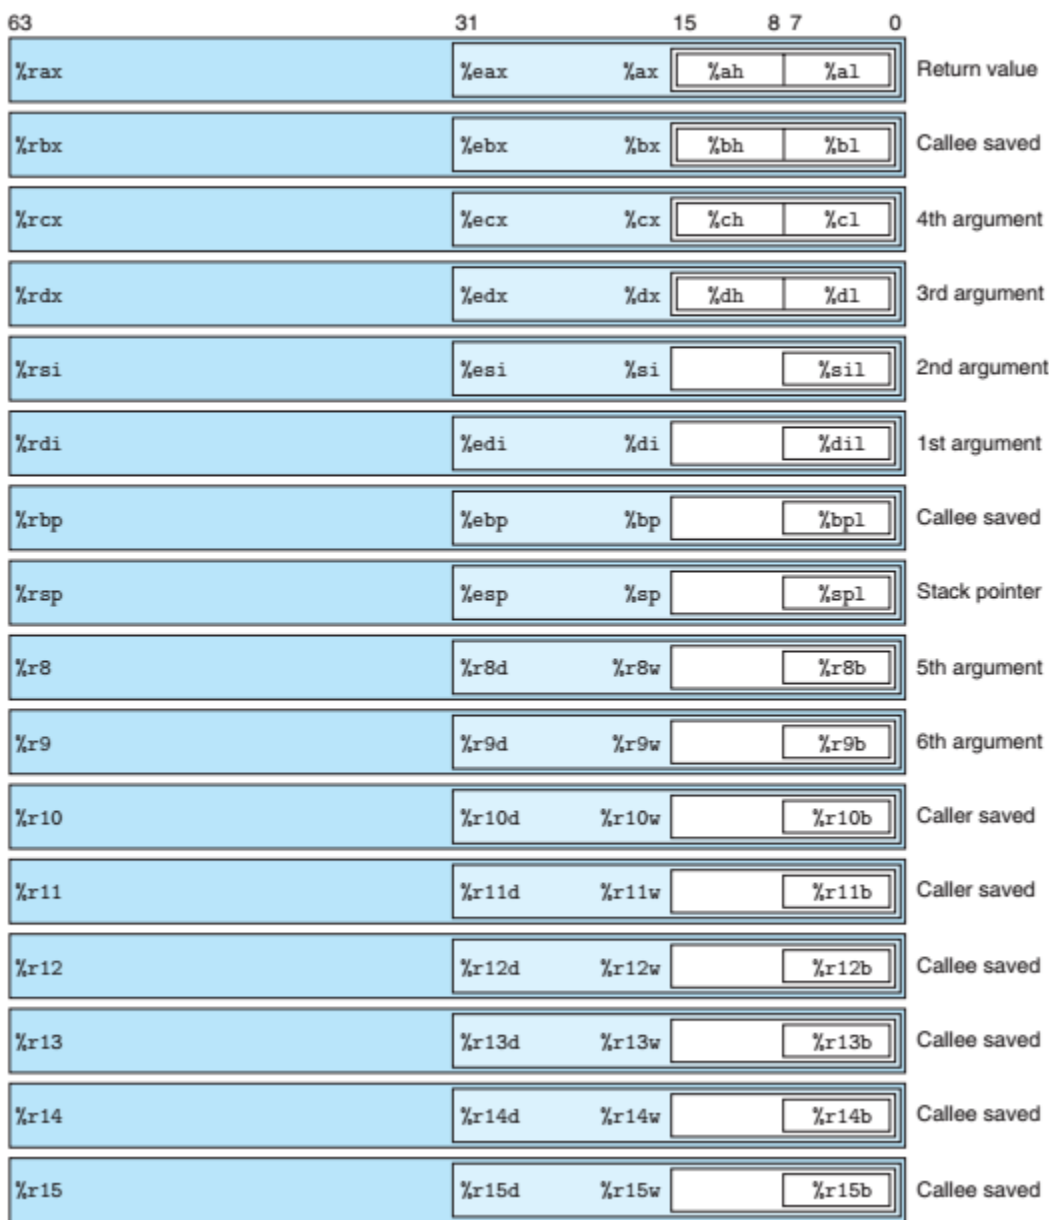 63 31 15 8 7 0
%rax %eax %ax %ah %al Return value
%rbx %ebx %bx %bh %bl Callee saved
%rcx %ecx %cx %ch %cl 4th argument
%rdx %edx %dx %dh %dl 3rd argument
%rsi %esi %si %sil 2nd argument
%rdi %edi %di %dil 1st argument
%rbp %ebp %bp %bpl Callee saved
%rsp %esp %sp %spl Stack pointer
%r8 %r8d %r8w %r8b 5th argument
%r9 %r9d %r9w %r9b 6th argument
%r10 %r10d %r10w %r10b Caller saved
%r11 %r11d %r11w %r11b Caller saved
%r12 %r12d %r12w %r12b Callee saved
%r13 %r13d %r13w %r13b Callee saved
%r14 %r14d %r14w %r14b Callee saved
%r15 %r15d %r15w %r15b Callee saved